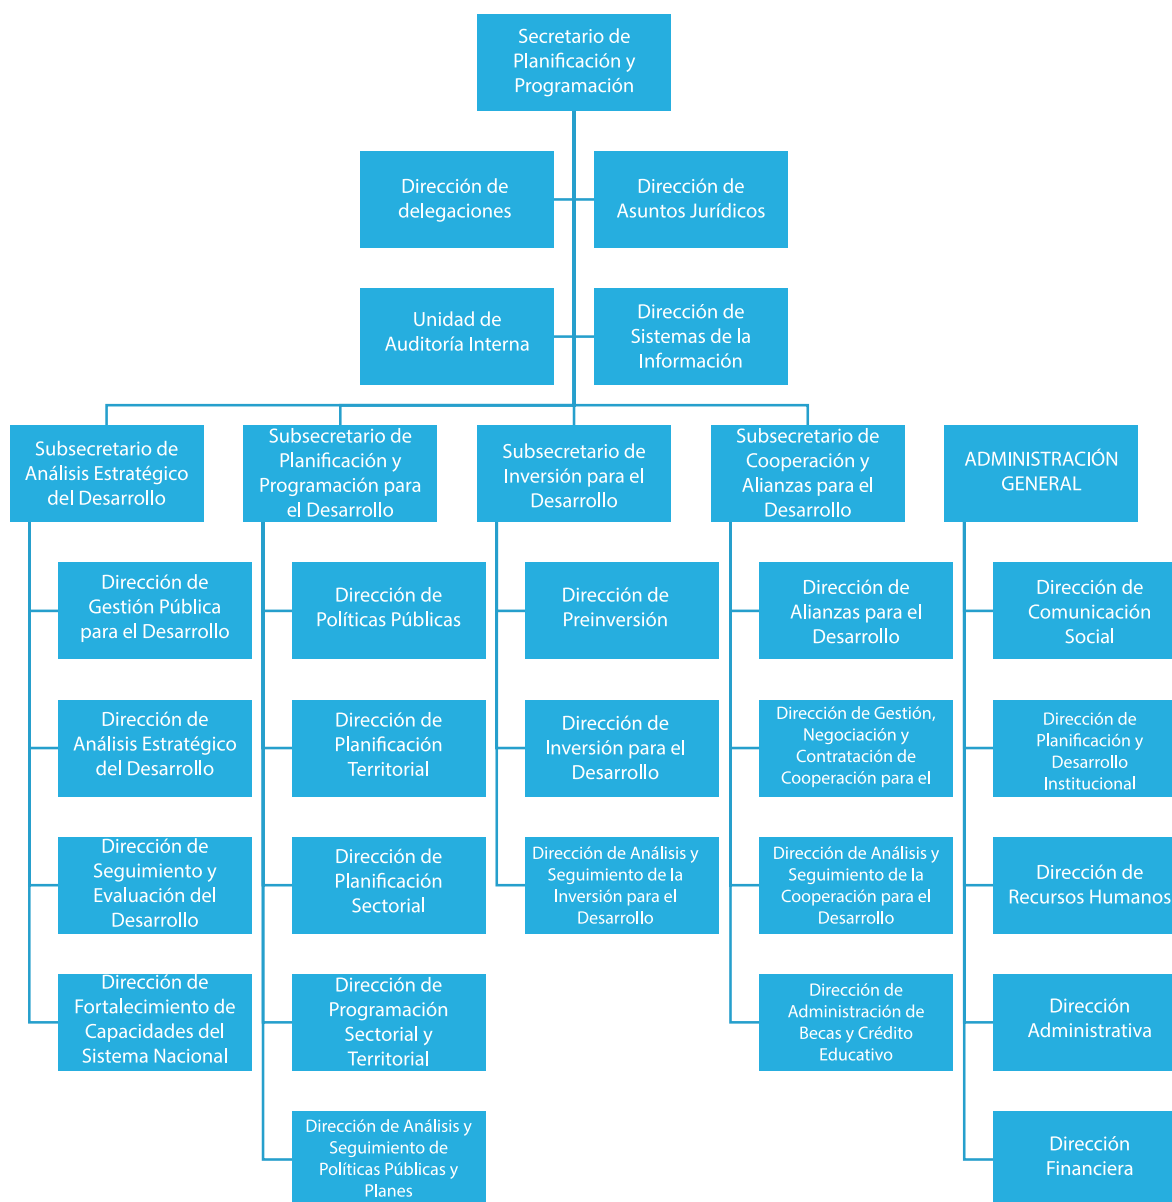 Secretario de
Planificación y
Programación
Dirección de
delegaciones
Dirección de
Asuntos Jurídicos
Unidad de
Auditoría Interna
Dirección de
Sistemas de la
Información
Subsecretario de
Análisis Estratégico
del Desarrollo
Subsecretario de
Planificación y
Programación para
el Desarrollo
Subsecretario de
Inversión para el
Desarrollo
Subsecretario de
Cooperación y
Alianzas para el
Desarrollo
ADMINISTRACIÓN
GENERAL
Dirección de
Gestión Pública
para el Desarrollo
Dirección de
Políticas Públicas
Dirección de
Preinversión
Dirección de
Alianzas para el
Desarrollo
Dirección de
Comunicación
Social
Dirección de
Análisis Estratégico
del Desarrollo
Dirección de
Planificación
Territorial
Dirección de
Inversión para el
Desarrollo
Dirección de Gestión,
Negociación y
Contratación de
Cooperación para el
Dirección de
Planificación y
Desarrollo
Institucional
Dirección de
Seguimiento y
Evaluación del
Desarrollo
Dirección de
Planificación
Sectorial
Dirección de Análisis y
Seguimiento de la
Inversión para el
Desarrollo
Dirección de Análisis y
Seguimiento de la
Cooperación para el
Desarrollo
Dirección de
Recursos Humanos
Dirección de
Fortalecimiento de
Capacidades del
Sistema Nacional
Dirección de
Programación
Sectorial y
Territorial
Dirección de
Administración de
Becas y Crédito
Educativo
Dirección
Administrativa
Dirección de Análisis y
Seguimiento de
Políticas Públicas y
Planes
Dirección
Financiera